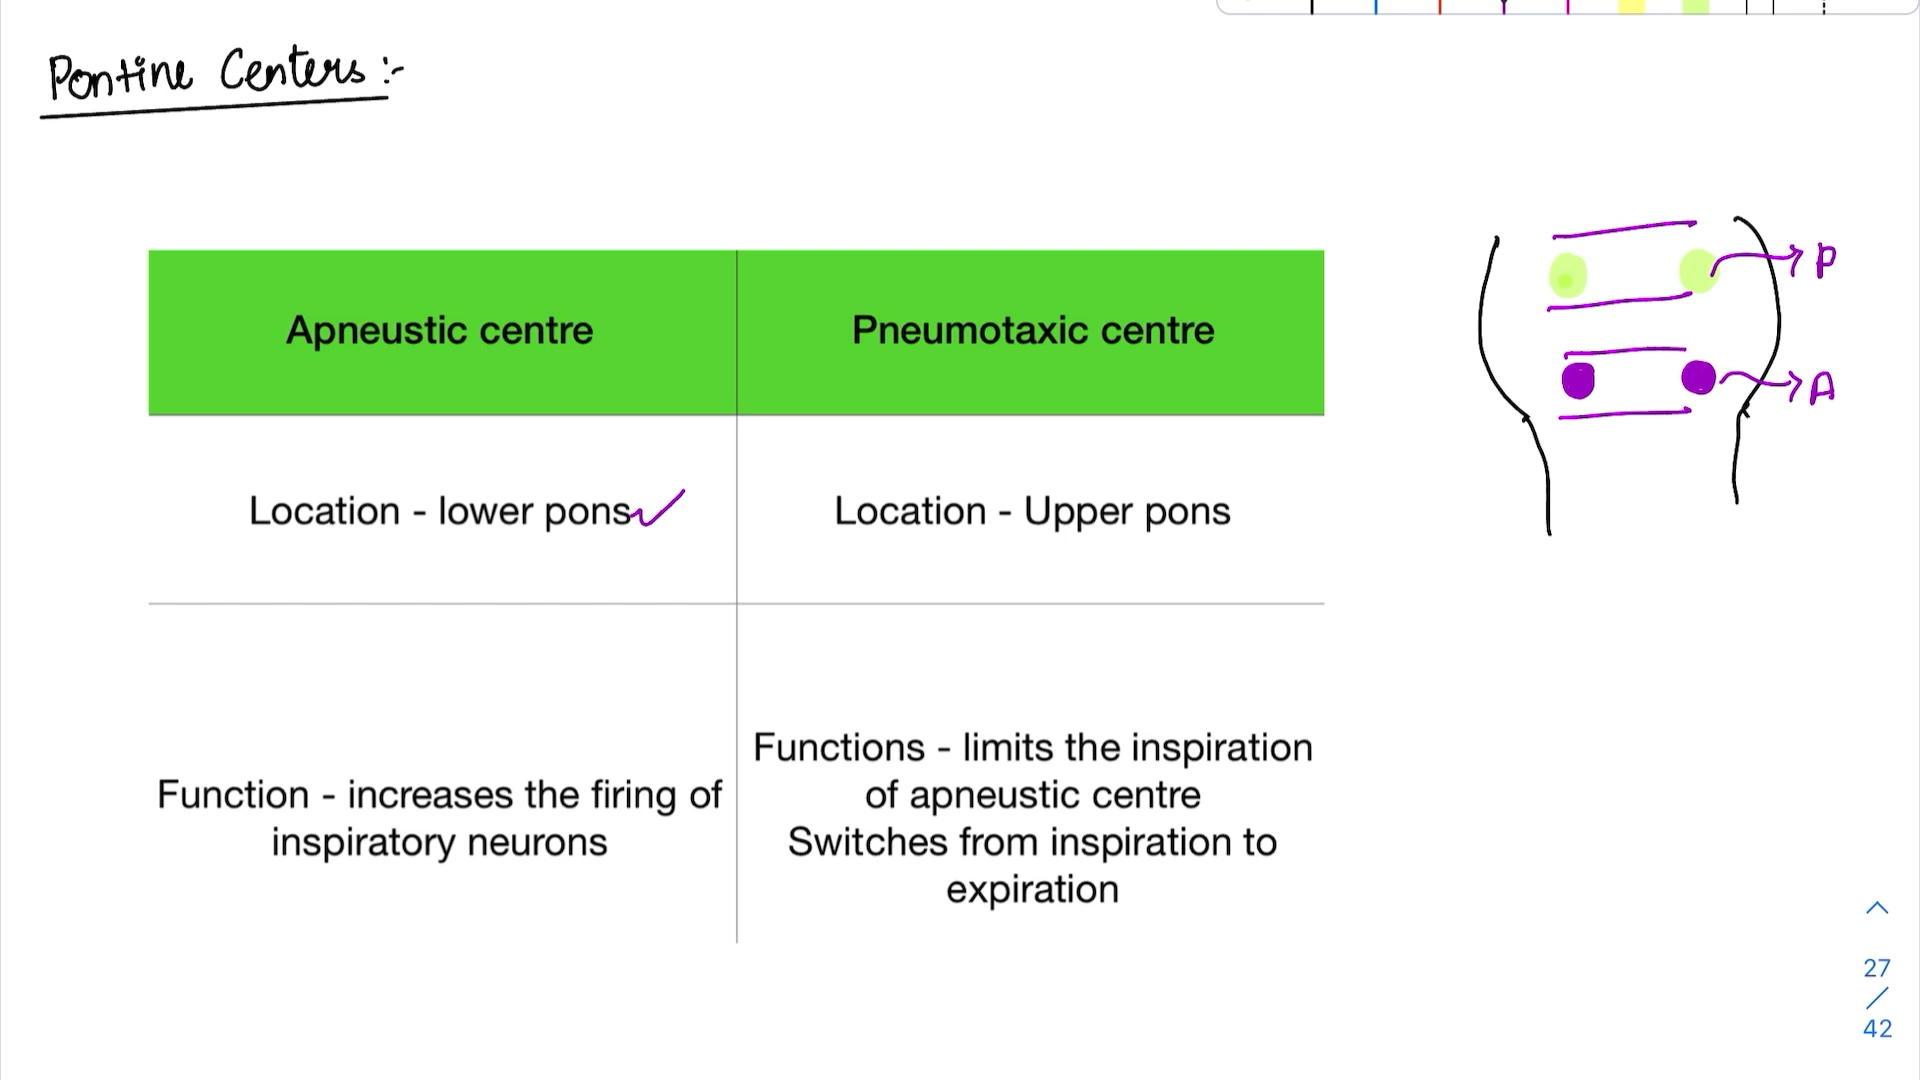 Pontine Centers :-
Apneustic centre
Pneumotaxic centre
Location - lower pons
Location - Upper pons
Function - increases the firing of
inspiratory neurons
Functions - limits the inspiration
of apneustic centre
Switches from inspiration to
expiration
P
A
27
/
42